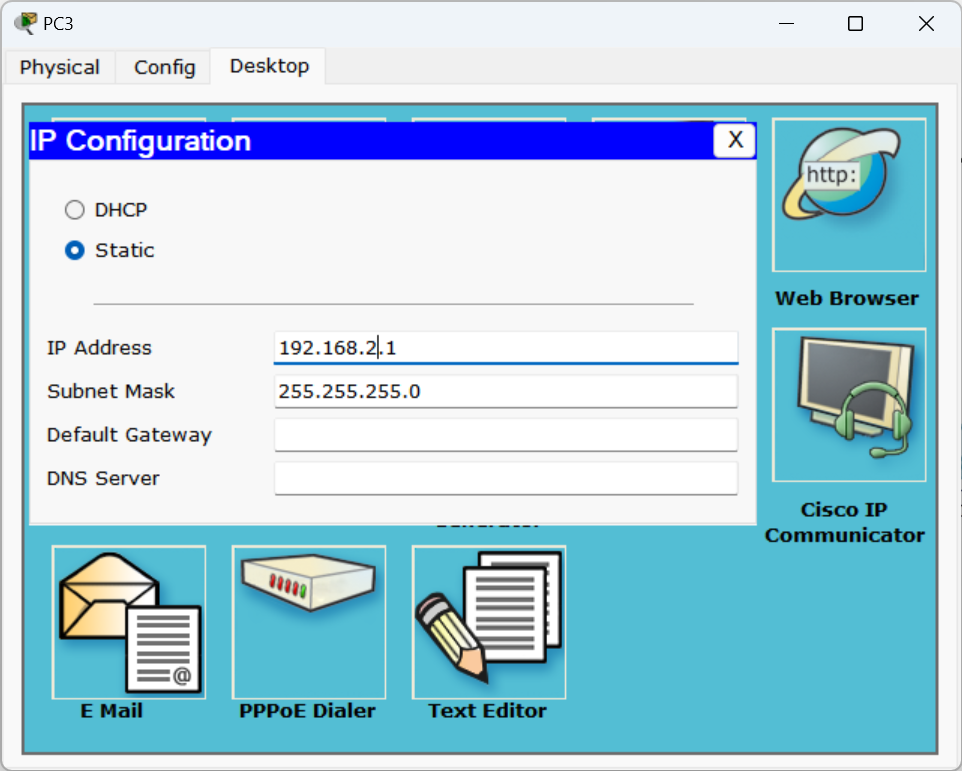 PC3
Physical Config Desktop
IP Configuration X
DHCP
Static
IP Address 192.168.2.1
Subnet Mask 255.255.255.0
Default Gateway
DNS Server
http:
Web Browser
Cisco IP
Communicator
@
E Mail PPPoE Dialer Text Editor